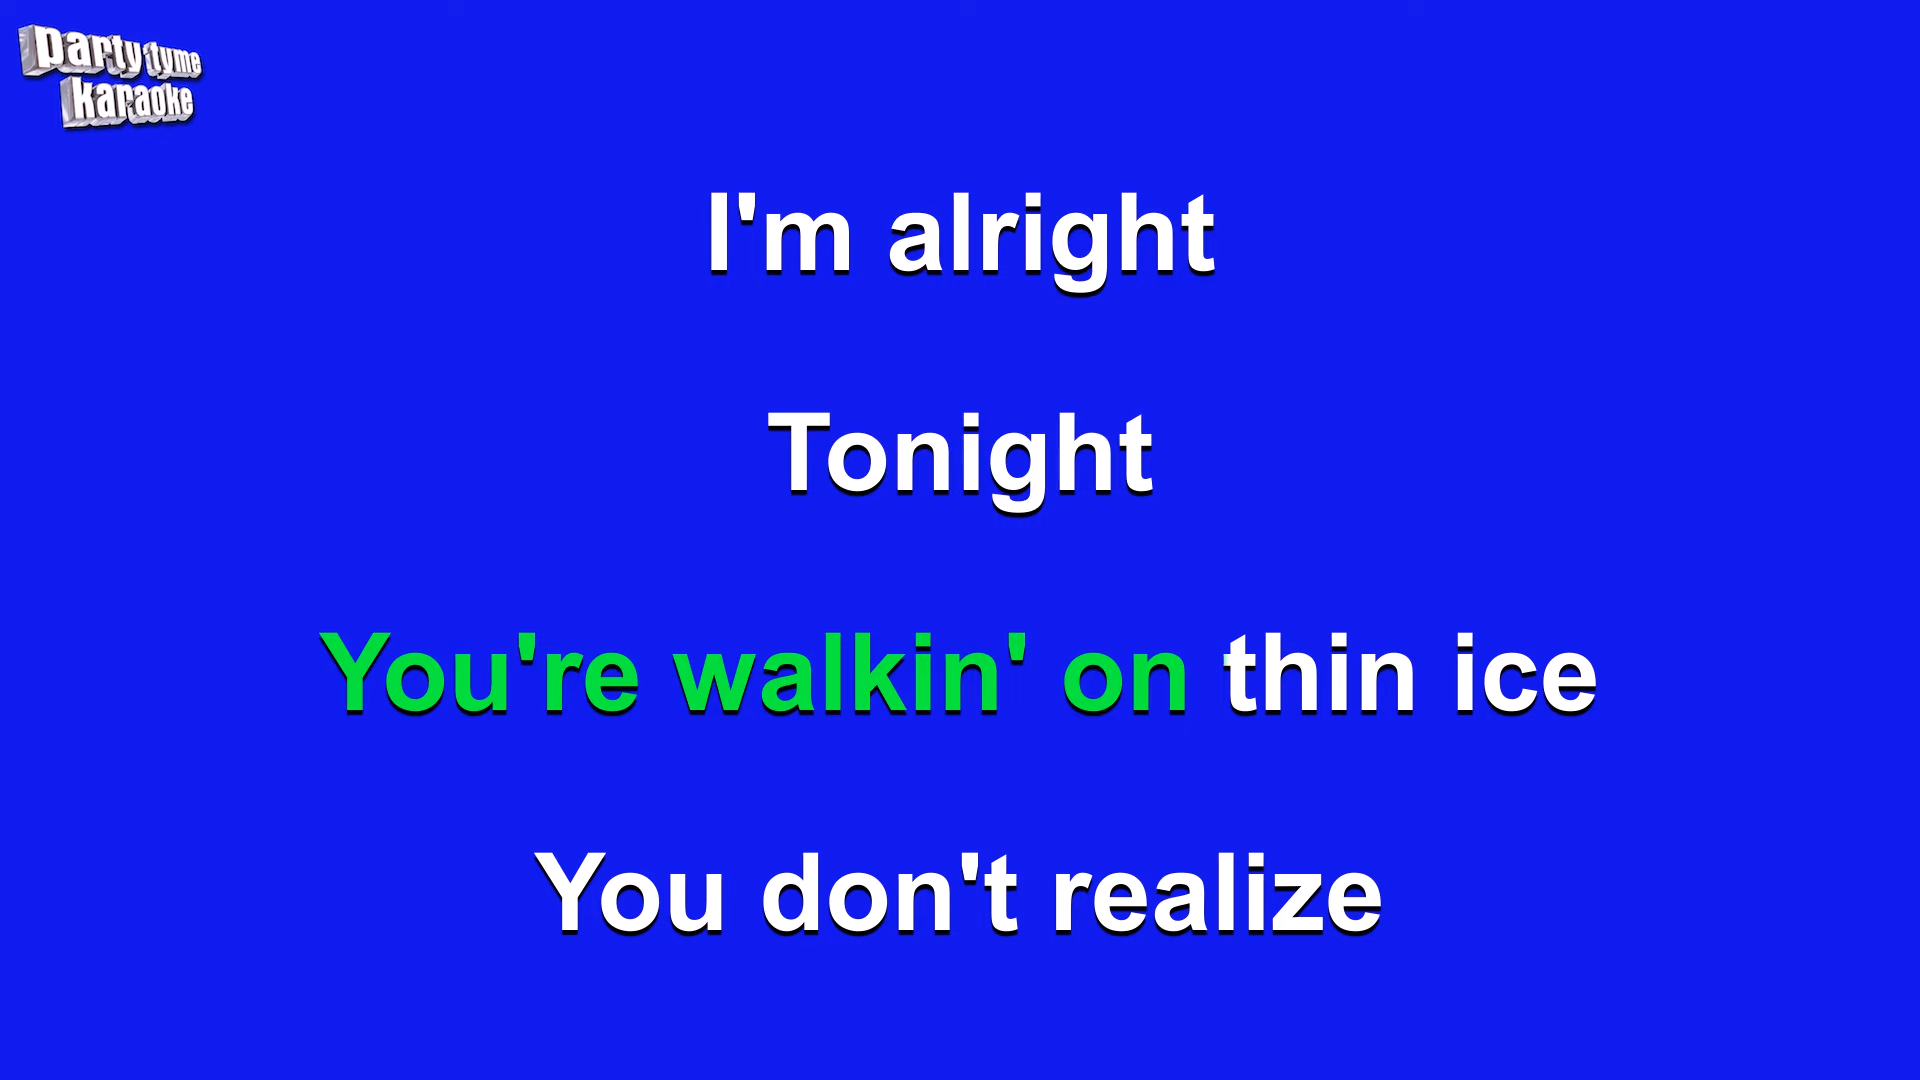 party tyme
karaoke
I'm alright
Tonight
You're walkin' on thin ice
You don't realize